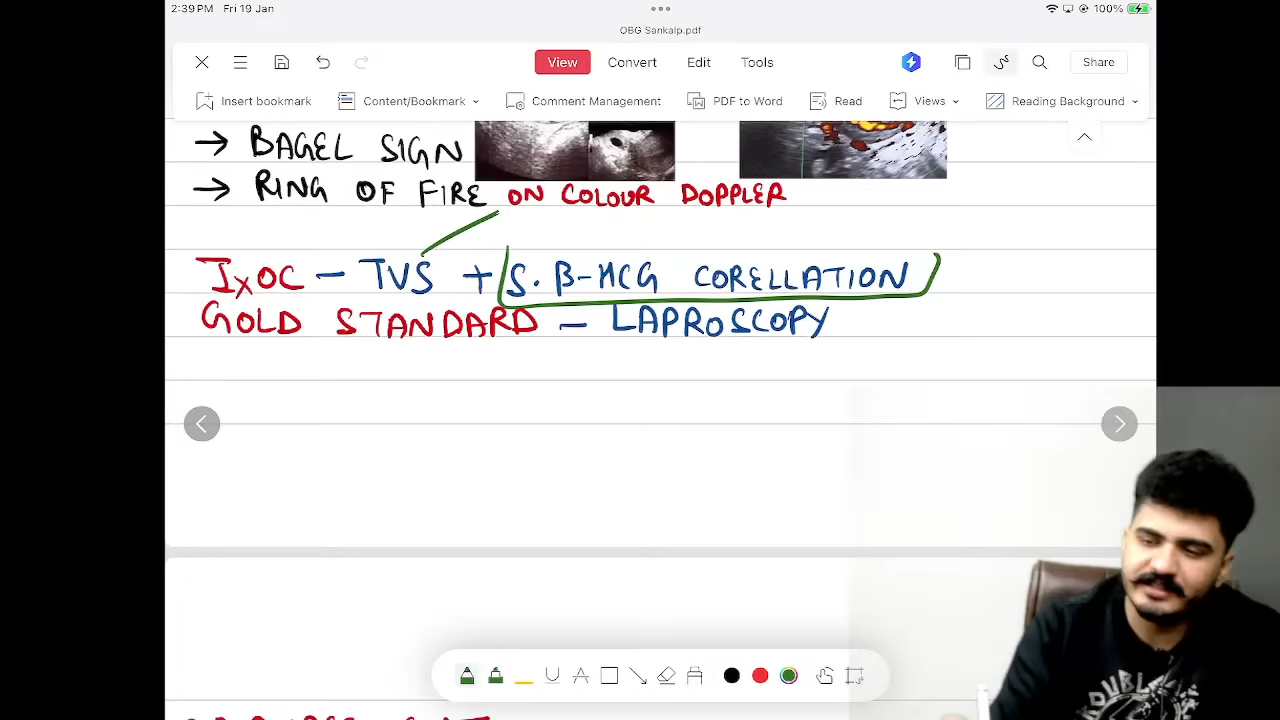 2:39 PM Fri 19 Jan
100%
OBG Sankalp.pdf
View Convert Edit Tools
Share
Insert bookmark Content/Bookmark Comment Management PDF to Word Read Views Reading Background
→ BAGEL SIGN
→ RING OF FIRE ON COLOUR DOPPLER
IxOC – TVS + S. β-HCG CORELLATION
GOLD STANDARD – LAPROSCOPY